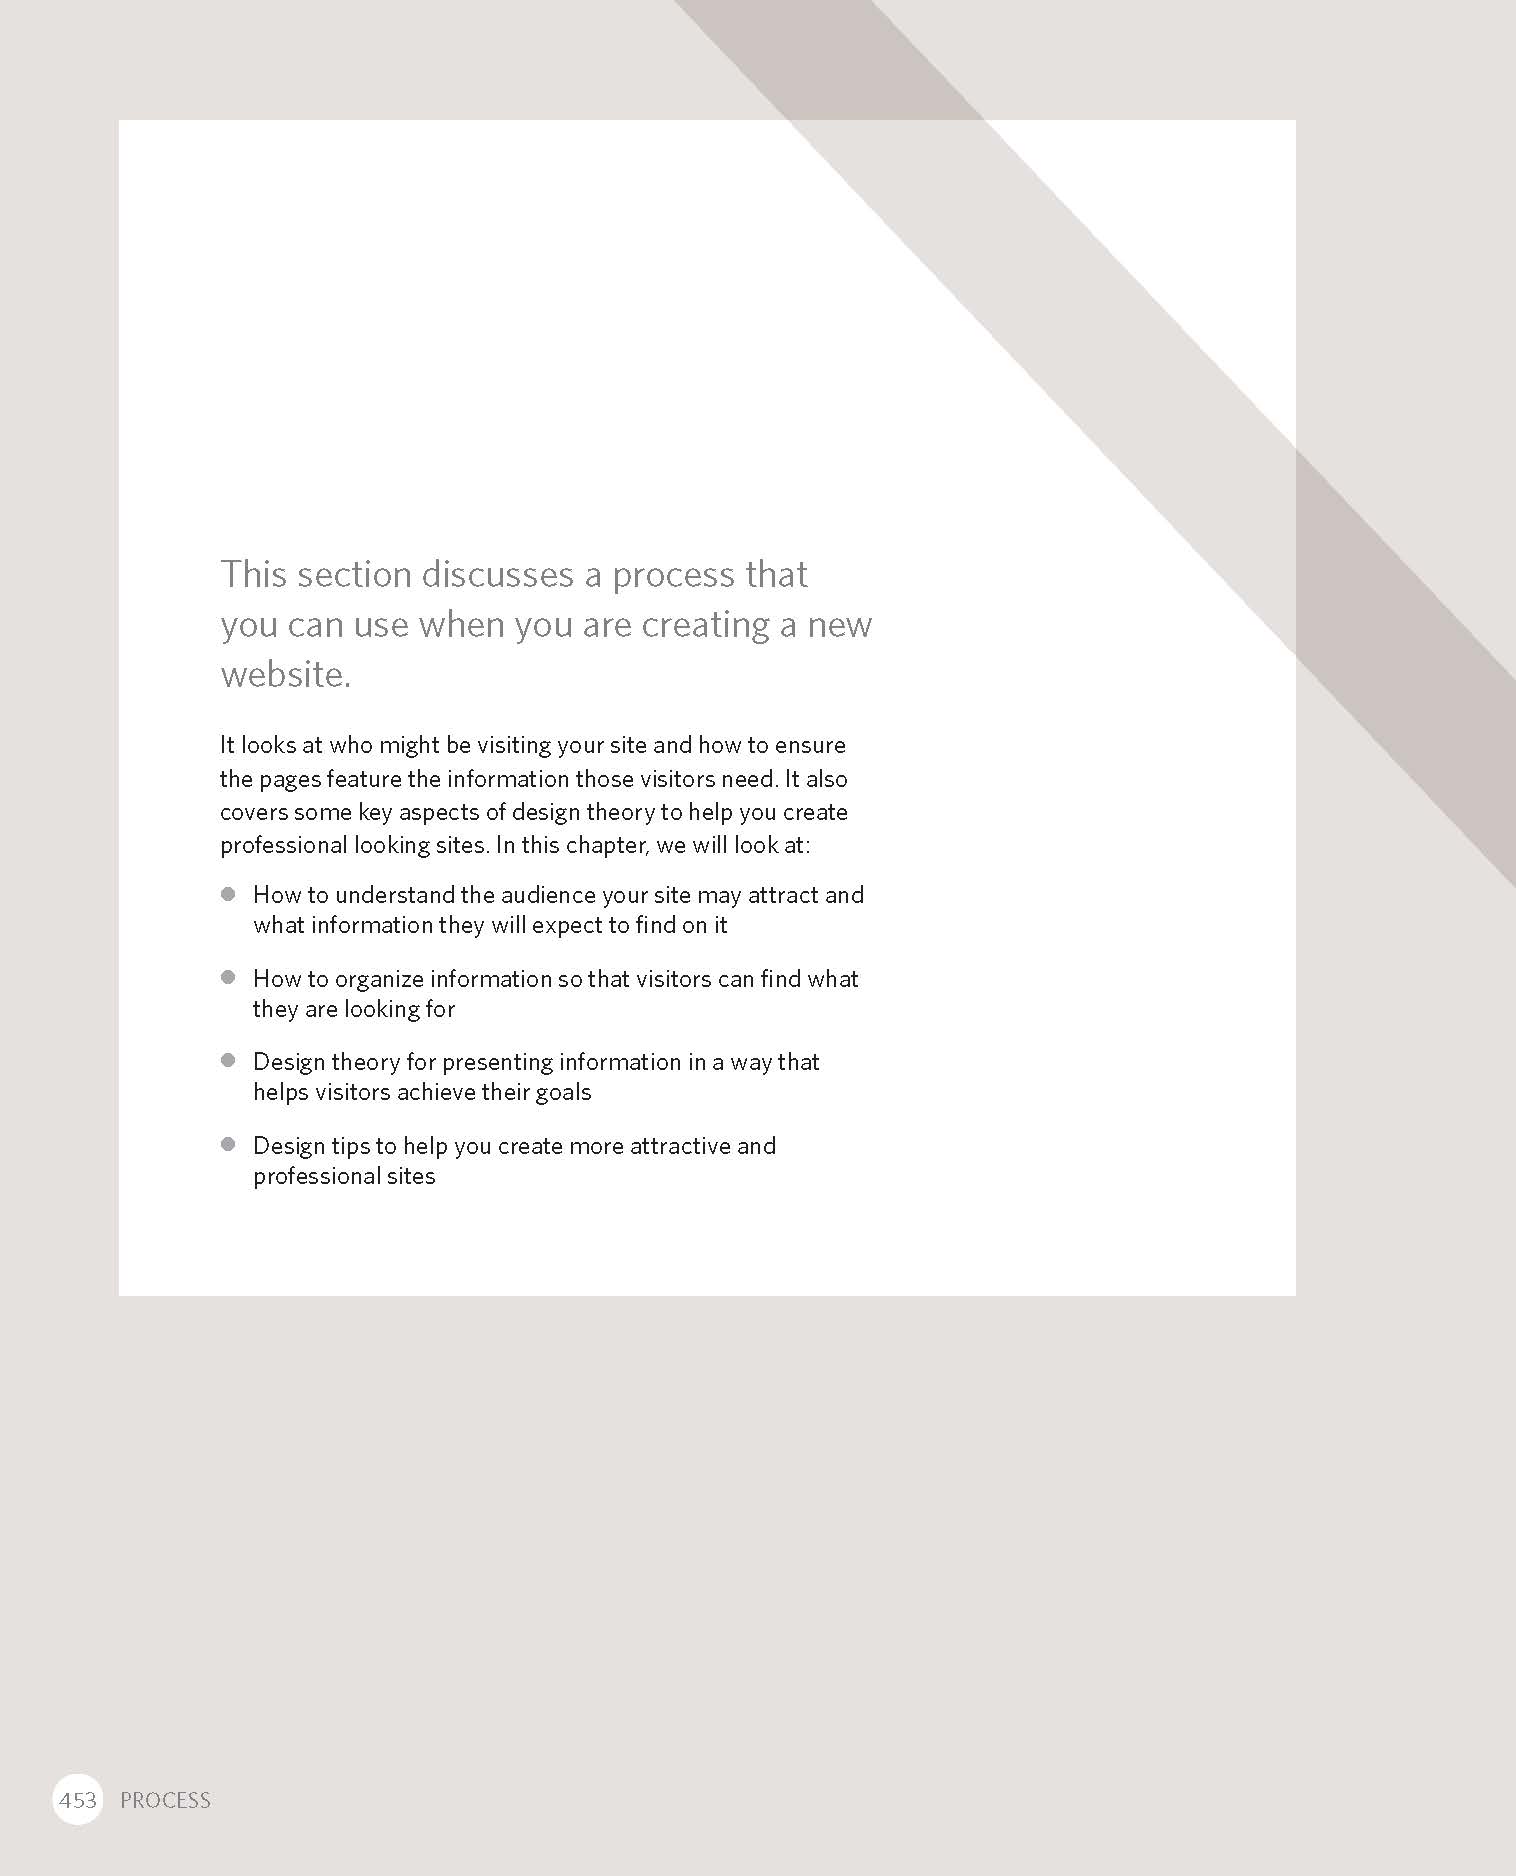 This section discusses a process that
you can use when you are creating a new
website.
It looks at who might be visiting your site and how to ensure
the pages feature the information those visitors need. It also
covers some key aspects of design theory to help you create
professional looking sites. In this chapter, we will look at:
● How to understand the audience your site may attract and
what information they will expect to find on it
● How to organize information so that visitors can find what
they are looking for
● Design theory for presenting information in a way that
helps visitors achieve their goals
● Design tips to help you create more attractive and
professional sites
453 PROCESS